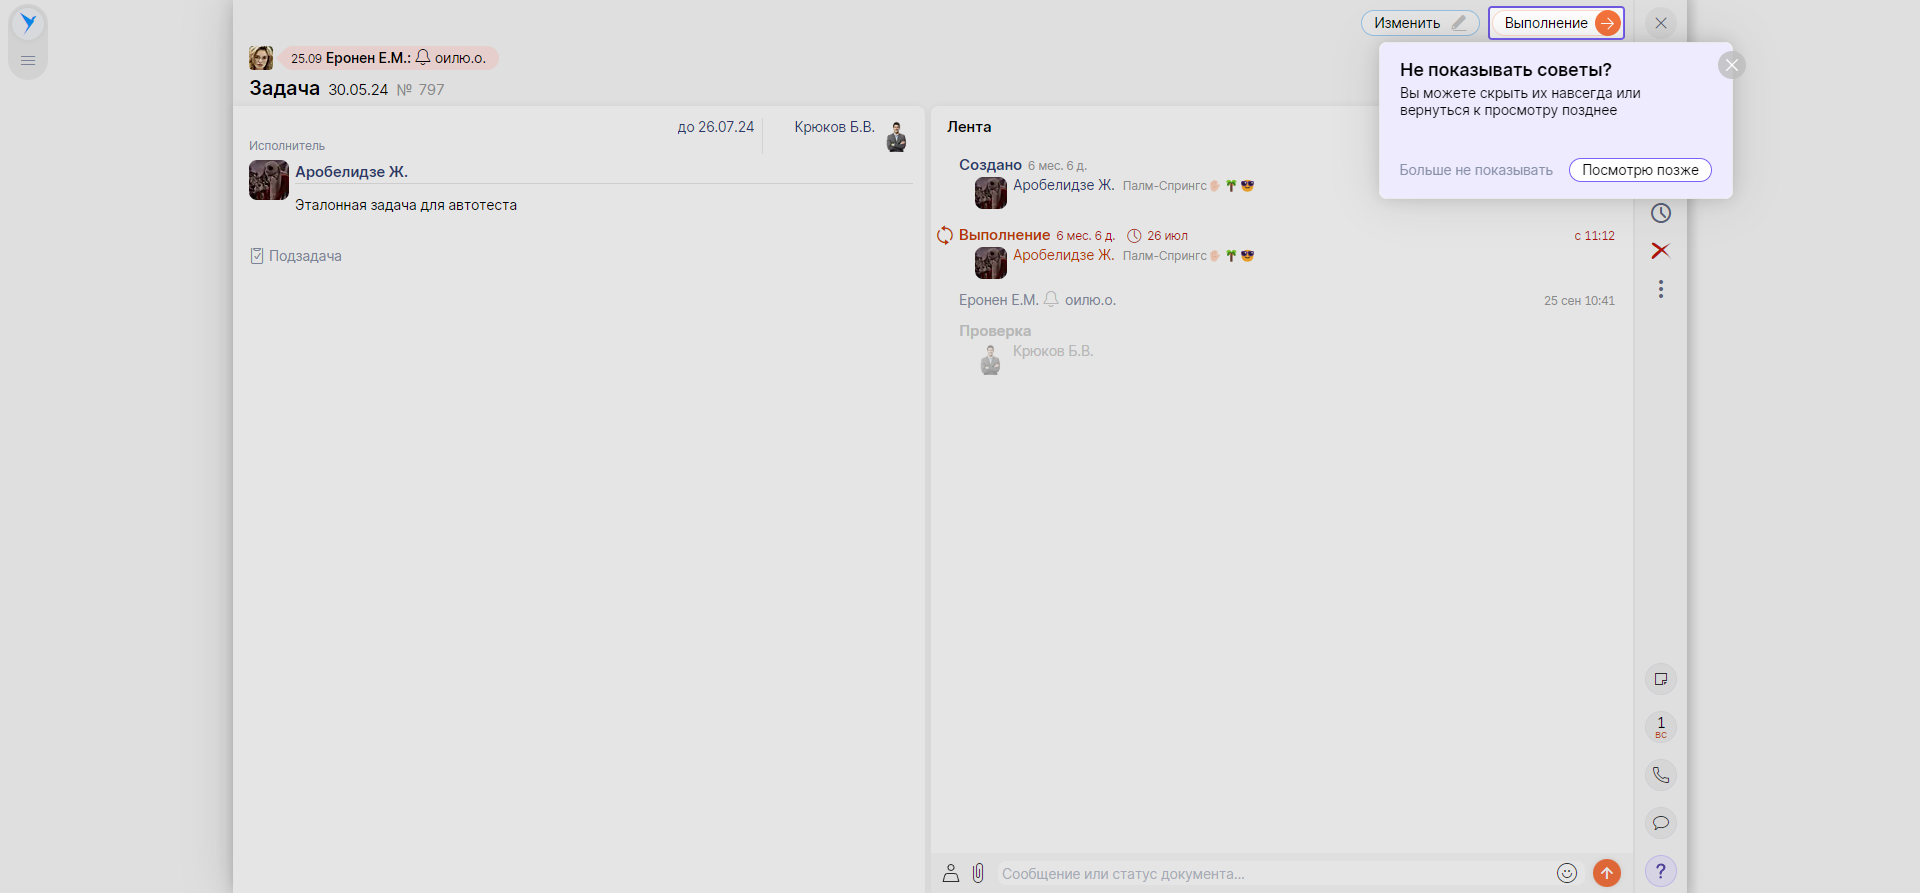 Изменить
Выполнение
25.09 Еронен Е.М.: оилю.о.
Задача 30.05.24 № 797
Не показывать советы?
Вы можете скрыть их навсегда или
вернуться к просмотру позднее
Больше не показывать
Посмотрю позже
до 26.07.24
Крюков Б.В.
Исполнитель
Аробелидзе Ж.
Эталонная задача для автотеста
Подзадача
Лента
Создано 6 мес. 6 д.
Аробелидзе Ж. Палм-Спрингс
Выполнение 6 мес. 6 д. 26 июл с 11:12
Аробелидзе Ж. Палм-Спрингс
Еронен Е.М. оилю.о. 25 сен 10:41
Проверка
Крюков Б.В.
1
ВС
Сообщение или статус документа...
?